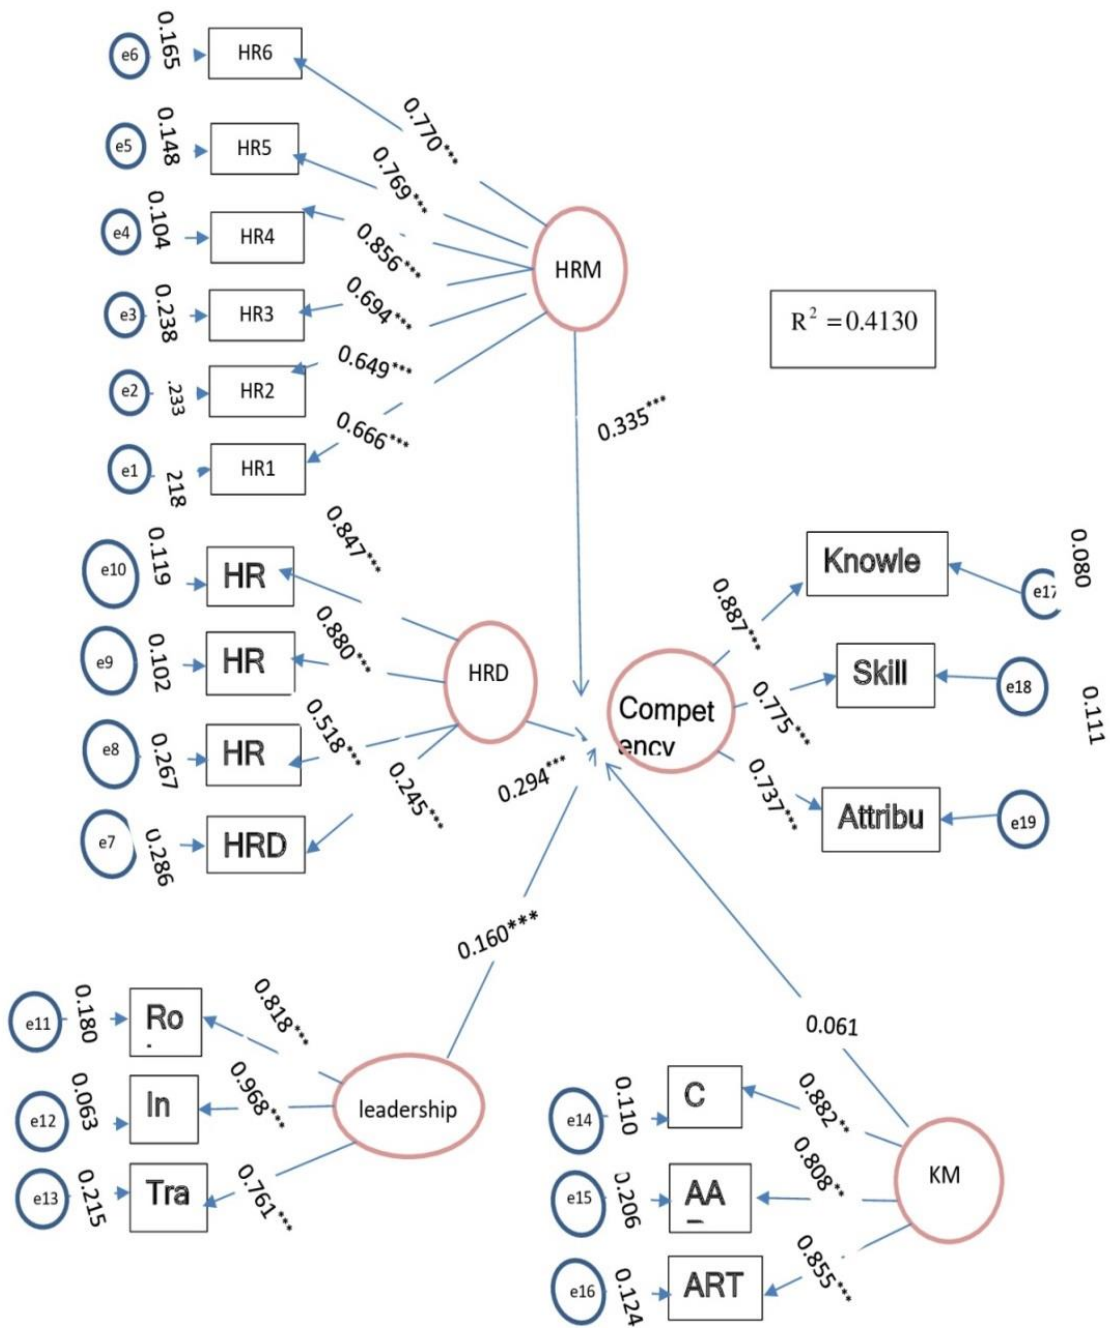 e6 0.165 HR6
0.770***
e5 0.148 HR5
0.769***
e4 0.104 HR4
0.856***
HRM
e3 0.238 HR3
0.694***
R² = 0.4130
e2 .233 HR2
0.649***
0.335***
e1 218 HR1
0.666***
e10 0.119 HR
0.847***
Knowle
e17 0.080
0.887***
e9 0.102 HR
0.880***
HRD
Skill
e18
0.111
0.775***
Compet
ency
e8 0.267 HR
0.518***
0.294***
0.737***
Attribu
e19
e7 0.286 HRD
0.245***
0.160***
e11 0.180 Ro
0.818***
0.061
e12 0.063 In
0.968***
leadership
e13 0.215 Tra
0.761***
e14 0.110 C
0.882**
KM
e15 0.206 AA
0.808**
e16 0.124 ART
0.855***